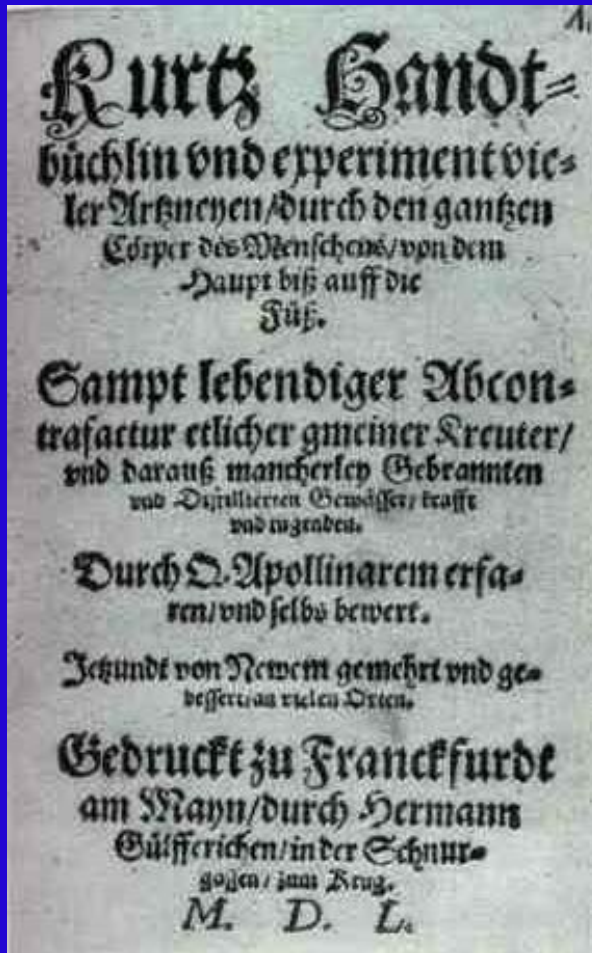 Kurtz Handt⸗
büchlin vnd experiment vie⸗
ler Artzneyen/durch den gantzen
Cörper des Menschens/von dem
Haupt biß auff die
Füß.
Sampt lebendiger Abcon⸗
trafactur etlicher gmeiner Kreuter/
vnd darauß mancherley Gebrannten
vnd Distillierten Gewässer/krafft
vnd tugenden.
Durch Q. Apollinarem erfa⸗
ren/vnd selbs bewert.
Jetzundt von Newem gemehrt vnd ge⸗
bessert/an vielen Orten.
Gedruckt zu Franckfurdt
am Mayn/durch Hermann
Gülfferichen/in der Schnur⸗
gassen/zum Krug.
M. D. L.